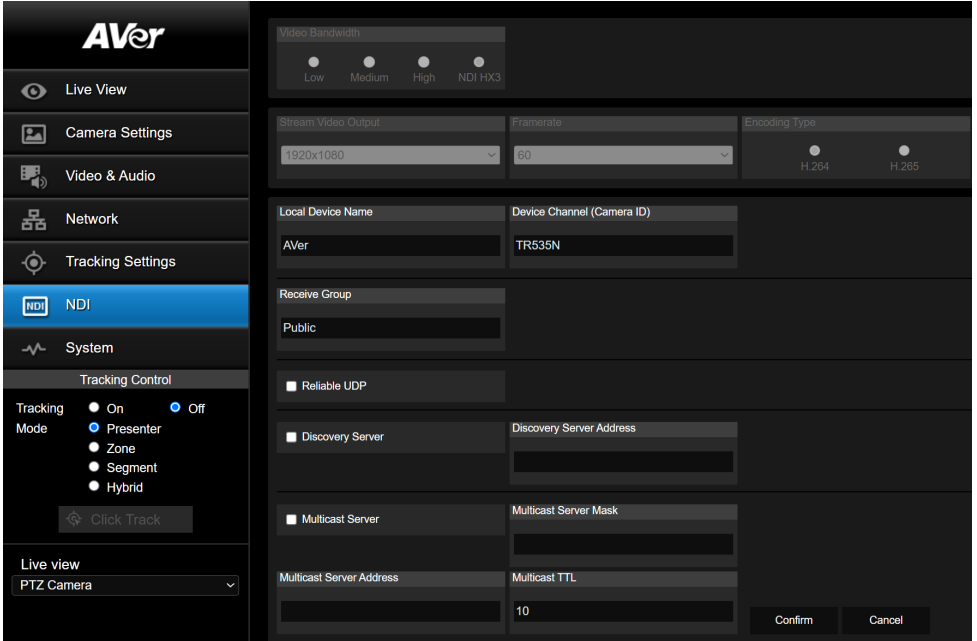 AVer
Live View
Camera Settings
Video & Audio
Network
Tracking Settings
NDI NDI
System
Tracking Control
Tracking On Off
Mode Presenter
Zone
Segment
Hybrid
Click Track
Live view
PTZ Camera
Video Bandwidth
Low Medium High NDI HX3
Stream Video Output Framerate Encoding Type
1920x1080 60 H.264 H.265
Local Device Name Device Channel (Camera ID)
AVer TR535N
Receive Group
Public
Reliable UDP
Discovery Server Discovery Server Address
Multicast Server Multicast Server Mask
Multicast Server Address Multicast TTL
10
Confirm Cancel